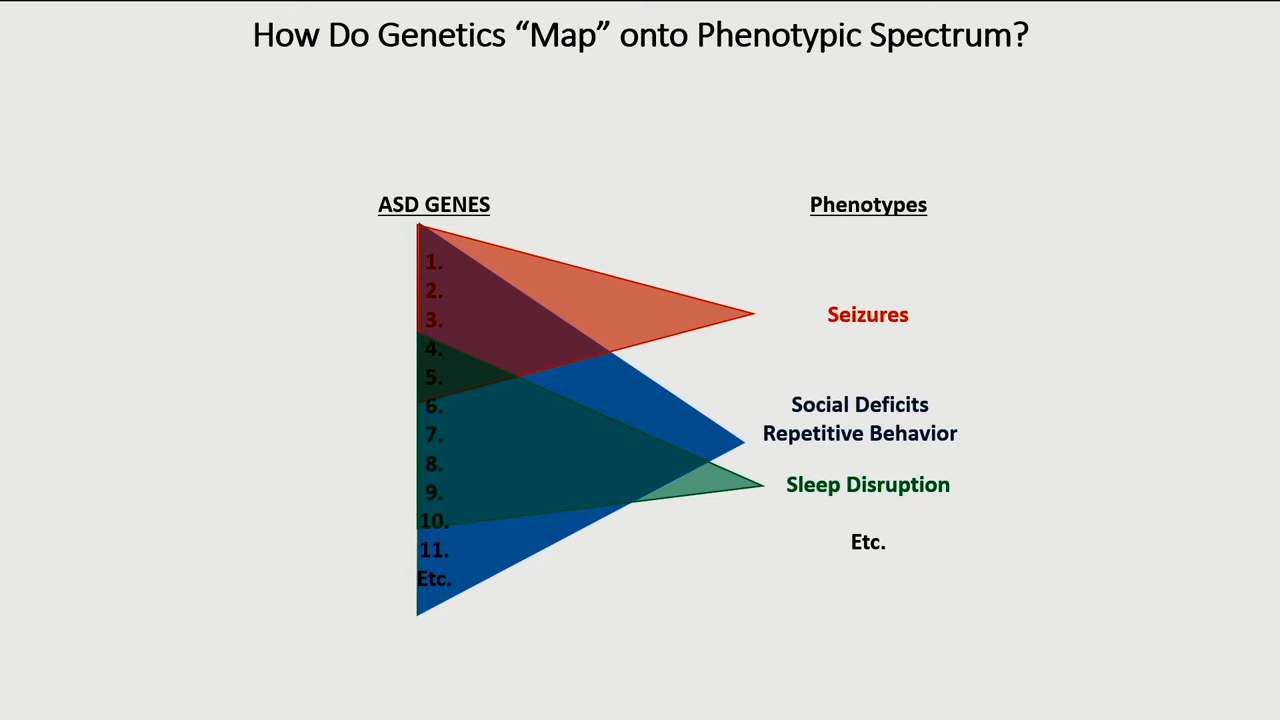 How Do Genetics “Map” onto Phenotypic Spectrum?
ASD GENES
1.
2.
3.
4.
5.
6.
7.
8.
9.
10.
11.
Etc.
Phenotypes
Seizures
Social Deficits
Repetitive Behavior
Sleep Disruption
Etc.